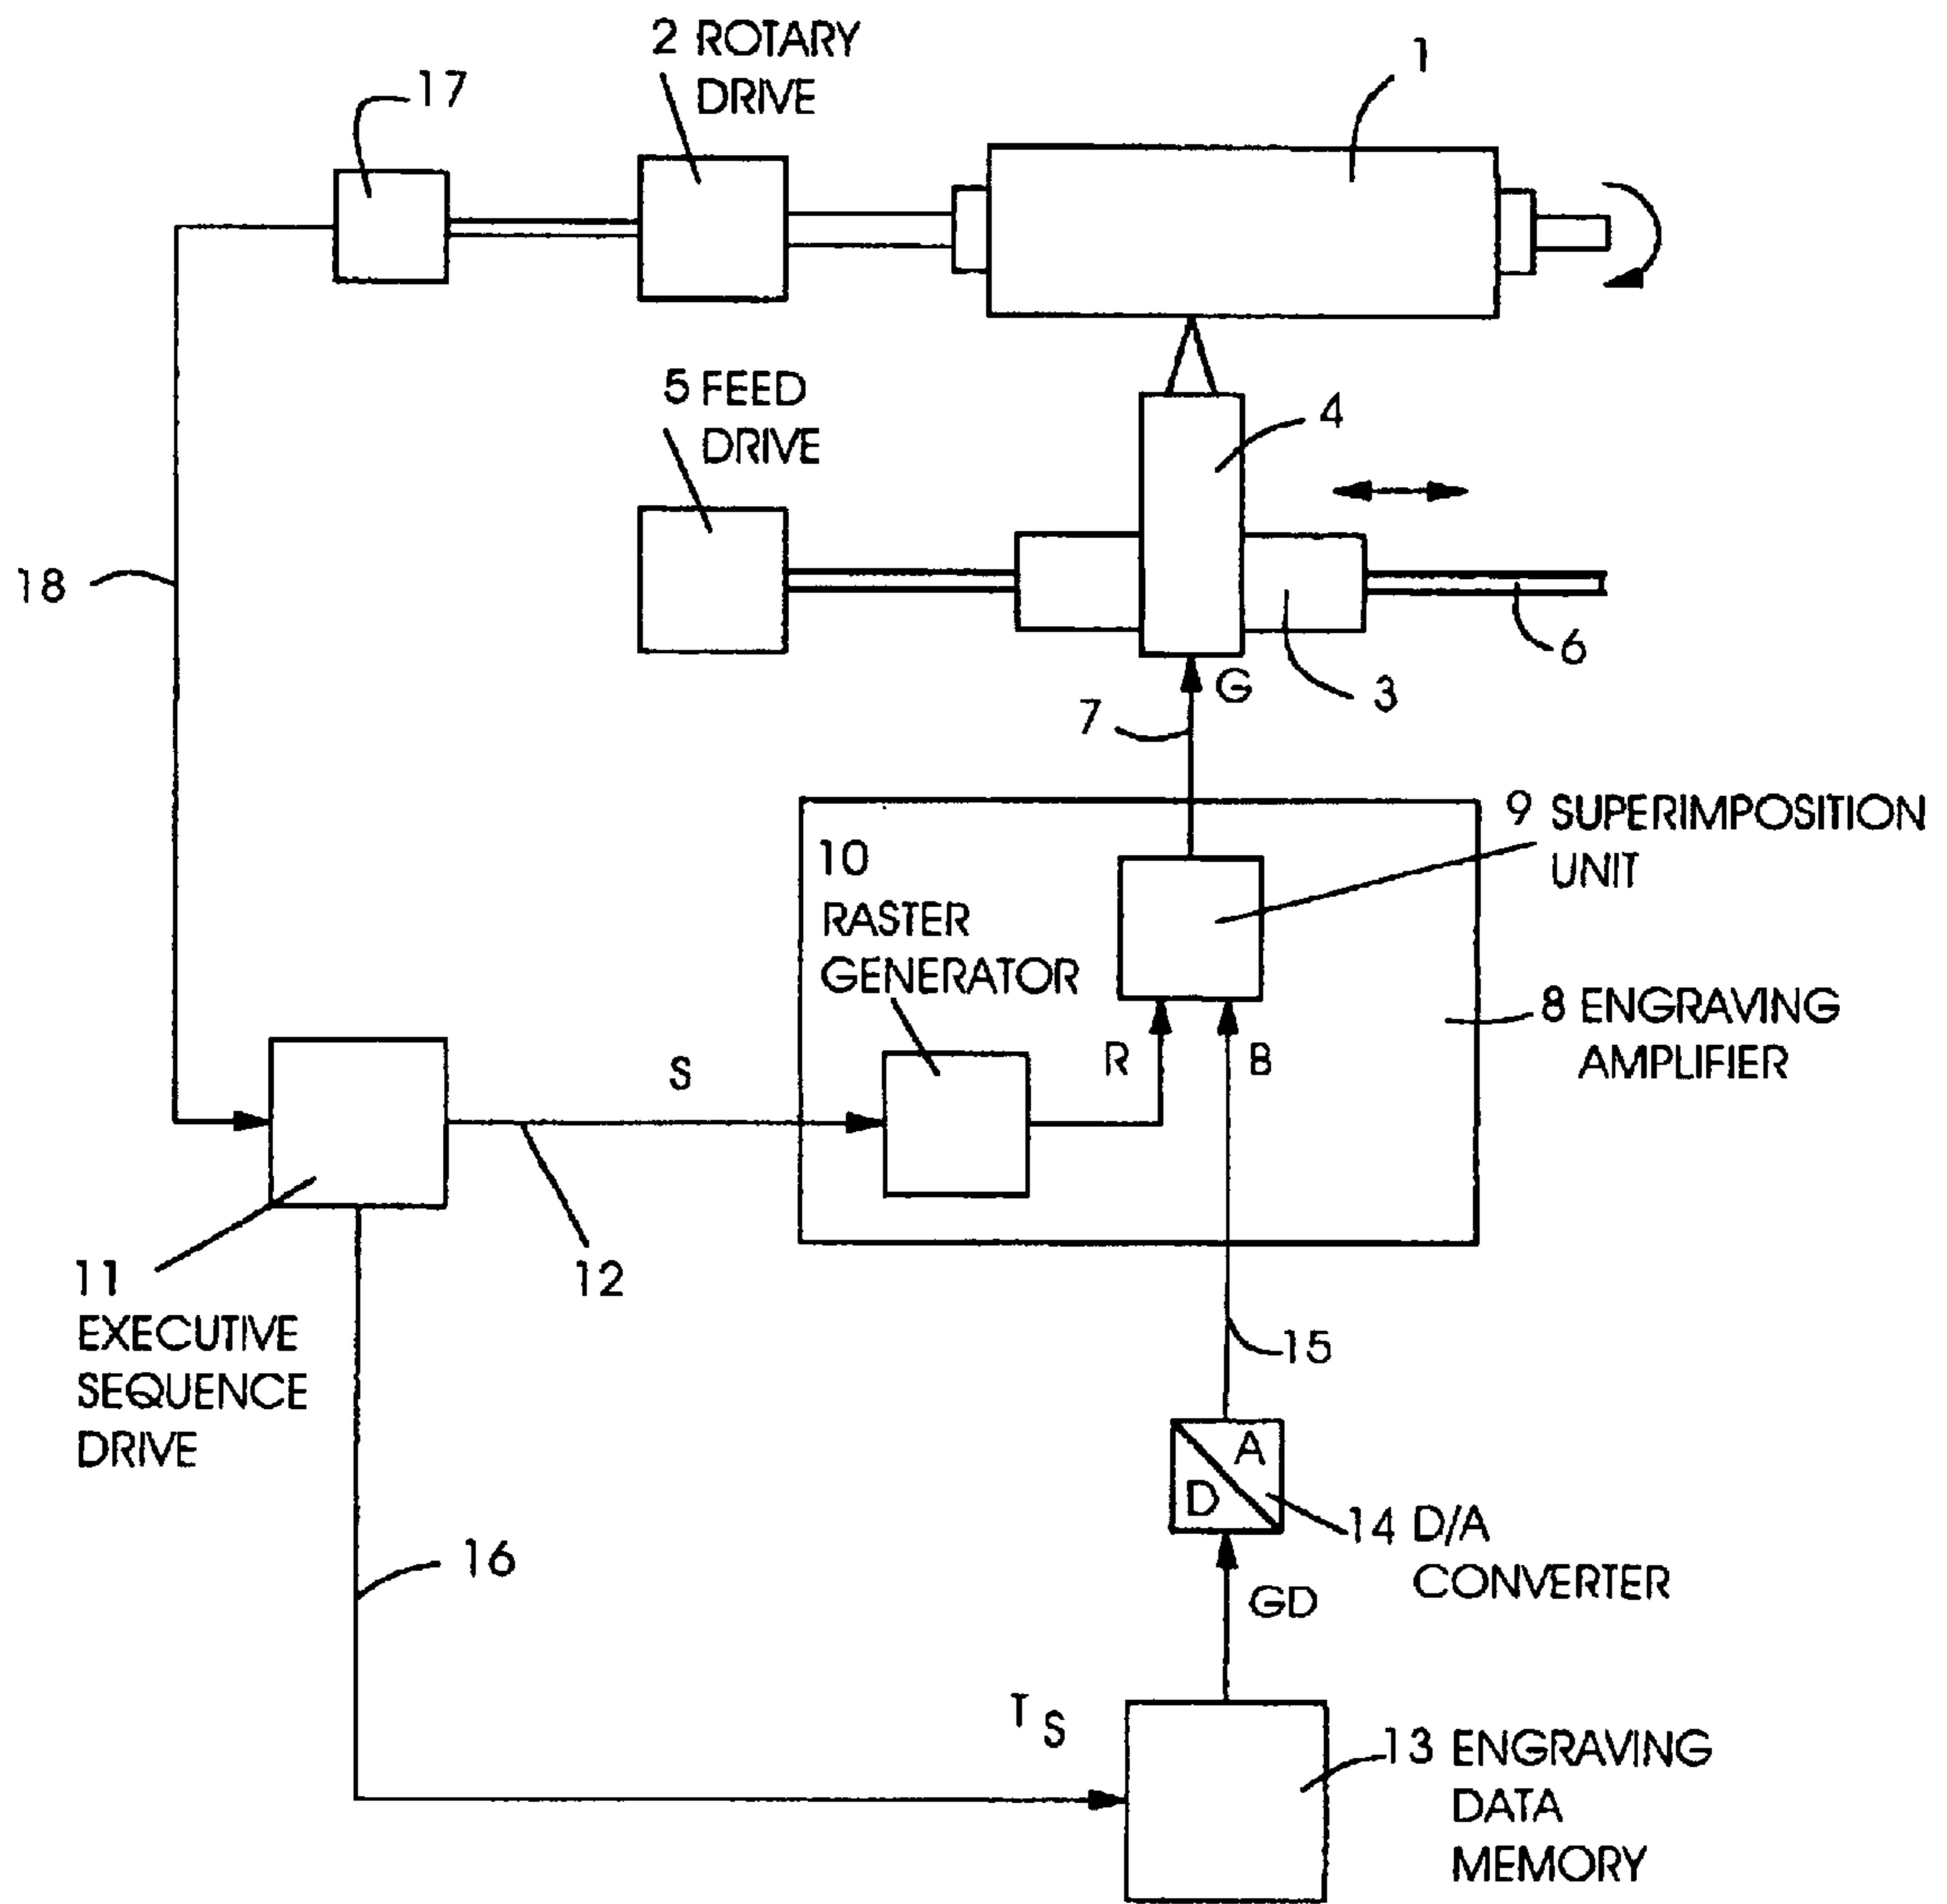 2 ROTARY
DRIVE
1
17
5 FEED
DRIVE
4
18
6
3
G
7
9 SUPERIMPOSITION
UNIT
10
RASTER
GENERATOR
8 ENGRAVING
AMPLIFIER
R
B
S
11
EXECUTIVE
SEQUENCE
DRIVE
12
15
A
D
14 D/A
CONVERTER
16
GD
T S
13 ENGRAVING
DATA
MEMORY